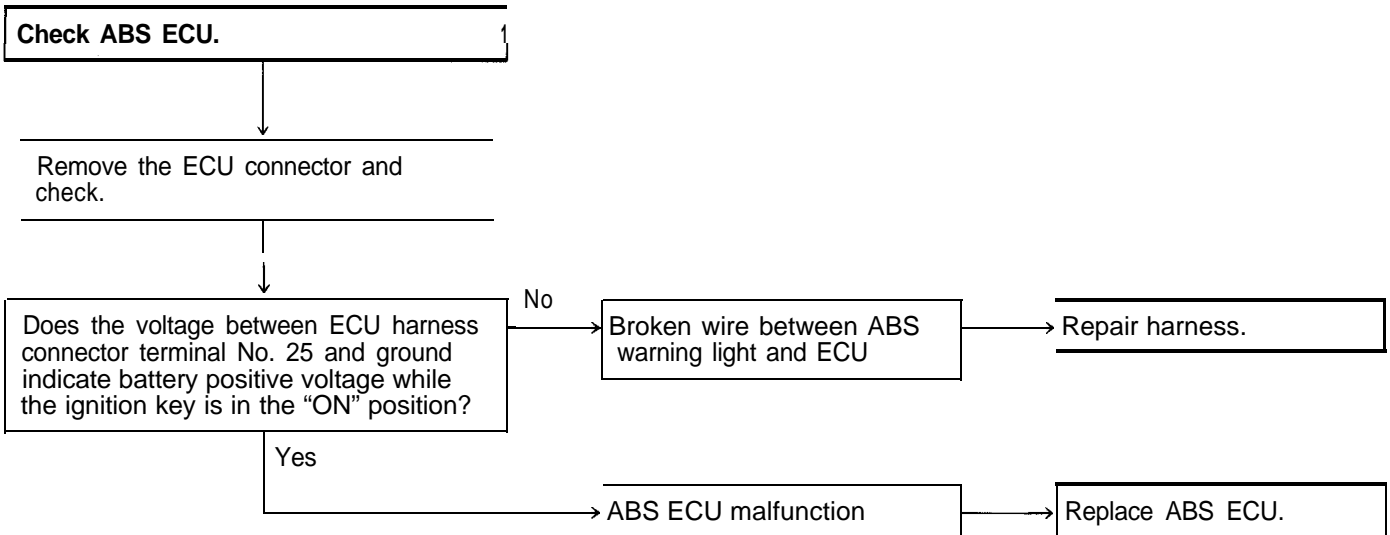 Check ABS ECU.
Remove the ECU connector and
check.
Does the voltage between ECU harness
connector terminal No. 25 and ground
indicate battery positive voltage while
the ignition key is in the “ON” position?
No
Broken wire between ABS
warning light and ECU
Repair harness.
Yes
ABS ECU malfunction
Replace ABS ECU.